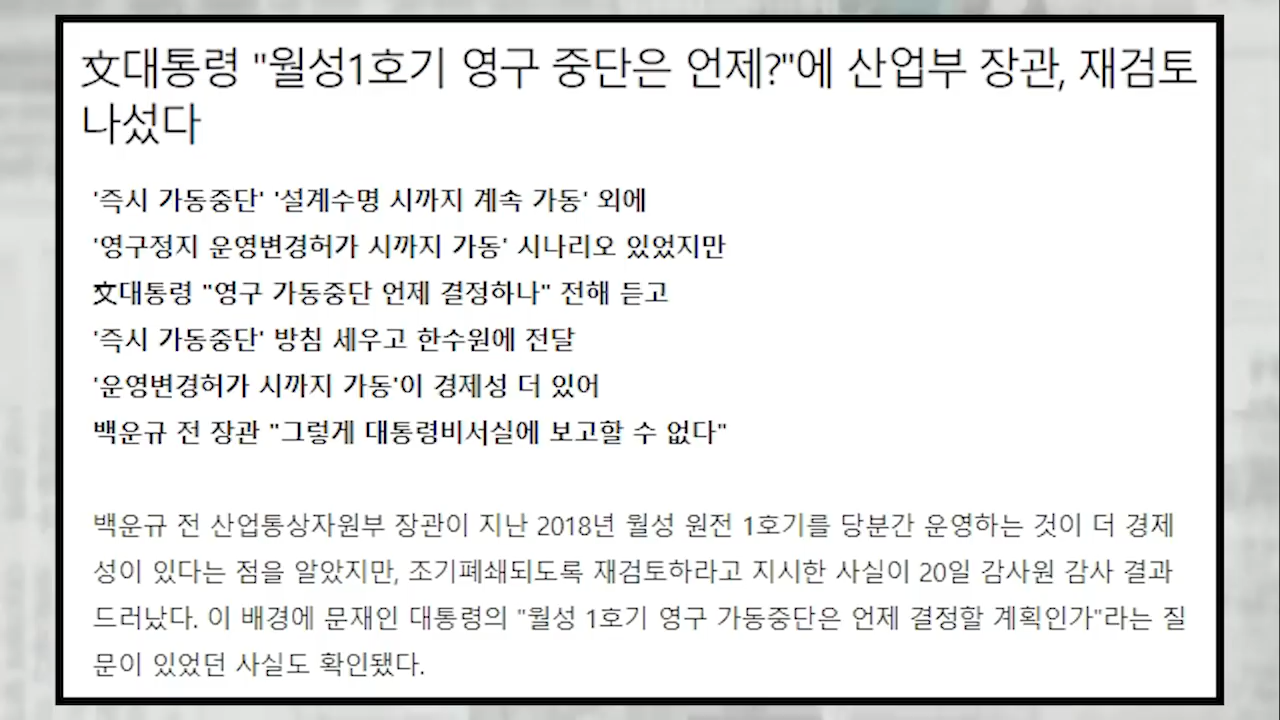 文대통령 "월성1호기 영구 중단은 언제?"에 산업부 장관, 재검토
나섰다
'즉시 가동중단' '설계수명 시까지 계속 가동' 외에
'영구정지 운영변경허가 시까지 가동' 시나리오 있었지만
文대통령 "영구 가동중단 언제 결정하나" 전해 듣고
'즉시 가동중단' 방침 세우고 한수원에 전달
'운영변경허가 시까지 가동'이 경제성 더 있어
백운규 전 장관 "그렇게 대통령비서실에 보고할 수 없다"
백운규 전 산업통상자원부 장관이 지난 2018년 월성 원전 1호기를 당분간 운영하는 것이 더 경제
성이 있다는 점을 알았지만, 조기폐쇄되도록 재검토하라고 지시한 사실이 20일 감사원 감사 결과
드러났다. 이 배경에 문재인 대통령의 "월성 1호기 영구 가동중단은 언제 결정할 계획인가"라는 질
문이 있었던 사실도 확인됐다.